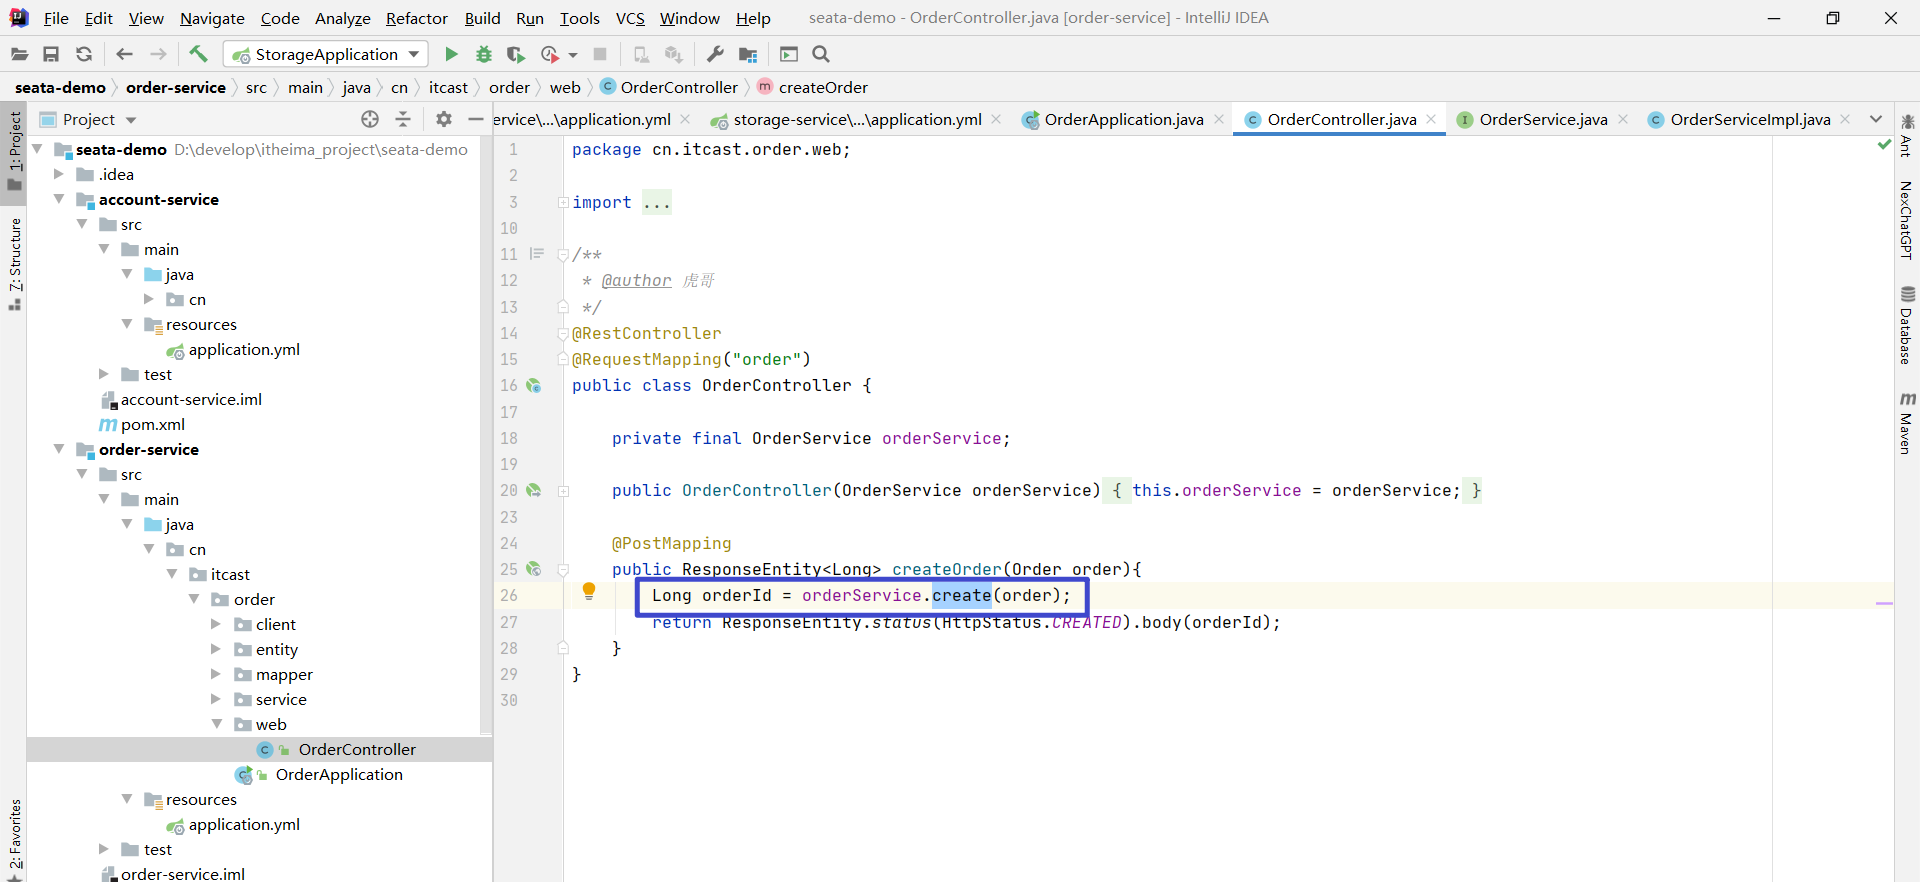 File Edit View Navigate Code Analyze Refactor Build Run Tools VCS Window Help seata-demo - OrderController.java [order-service] - IntelliJ IDEA
StorageApplication
seata-demo order-service src main java cn itcast order web OrderController createOrder
Project
ervice\...\application.yml storage-service\...\application.yml OrderApplication.java OrderController.java OrderService.java OrderServiceImpl.java
1: Project
7: Structure
2: Favorites
seata-demo D:\develop\itheima_project\seata-demo
.idea
account-service
src
main
java
cn
resources
application.yml
test
account-service.iml
pom.xml
order-service
src
main
java
cn
itcast
order
client
entity
mapper
service
web
OrderController
OrderApplication
resources
application.yml
test
order-service.iml
1 package cn.itcast.order.web;
2
3 import ...
10
11 /**
12 * @author 虎哥
13 */
14 @RestController
15 @RequestMapping("order")
16 public class OrderController {
17
18 private final OrderService orderService;
19
20 public OrderController(OrderService orderService) { this.orderService = orderService; }
23
24 @PostMapping
25 public ResponseEntity<Long> createOrder(Order order){
26 Long orderId = orderService.create(order);
27 return ResponseEntity.status(HttpStatus.CREATED).body(orderId);
28 }
29 }
30
Ant
NexChatGPT
Database
Maven